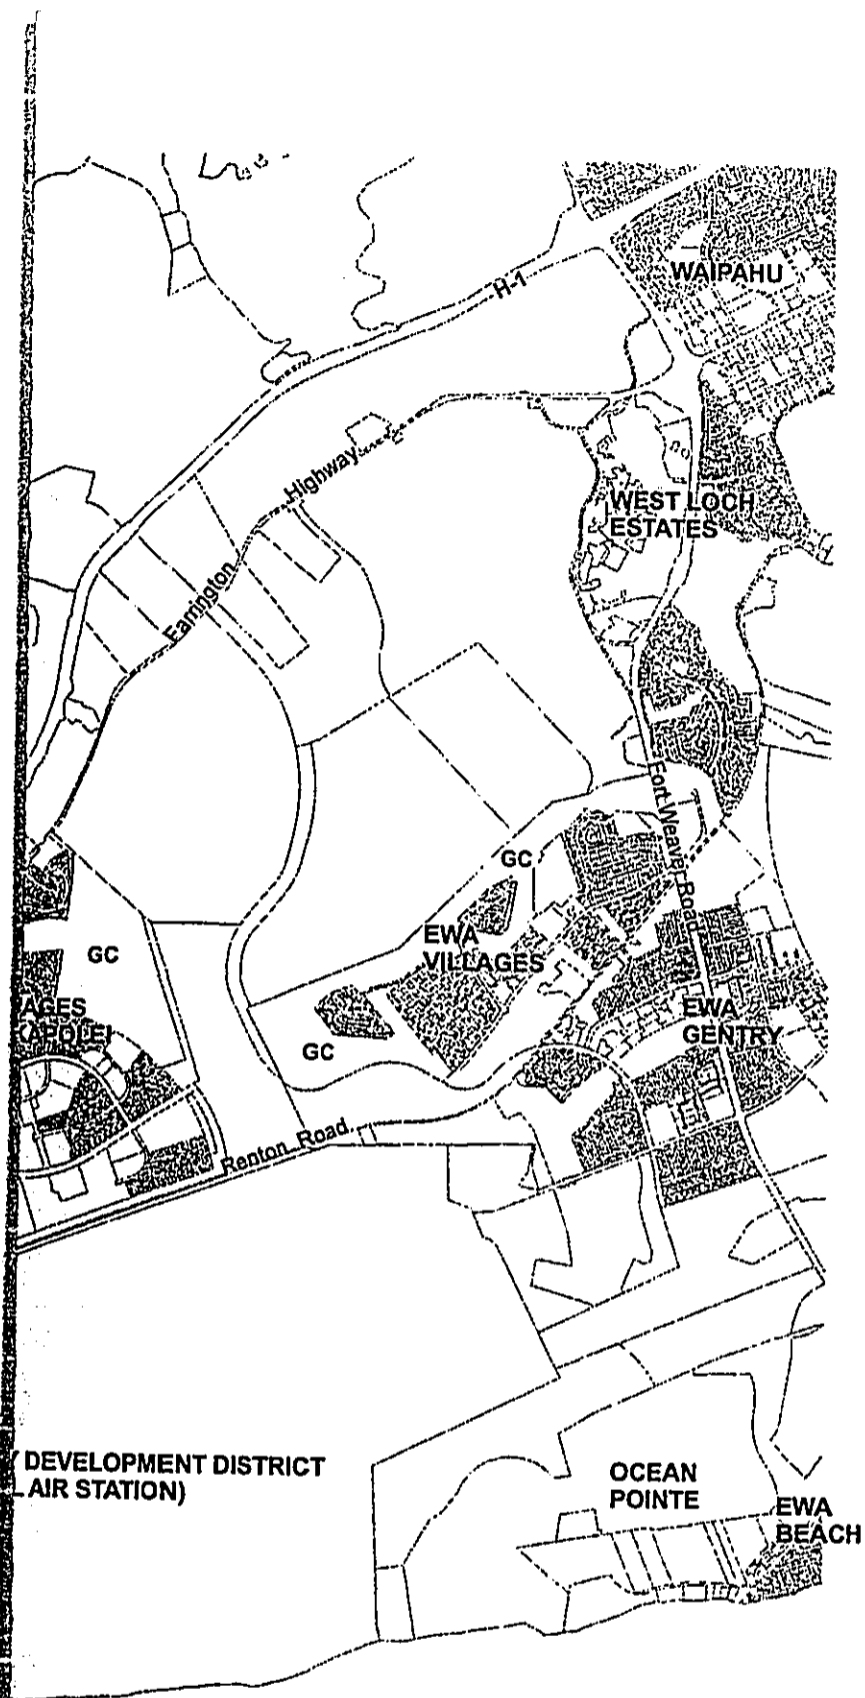 WAIPAHU
H-1
Highway
Farrington
WEST LOCH
ESTATES
Fort Weaver Road
GC
EWA
VILLAGES
GC
AGES
APOLEI
EWA
GENTRY
GC
Renton Road
Y DEVELOPMENT DISTRICT
L AIR STATION)
OCEAN
POINTE
EWA
BEACH